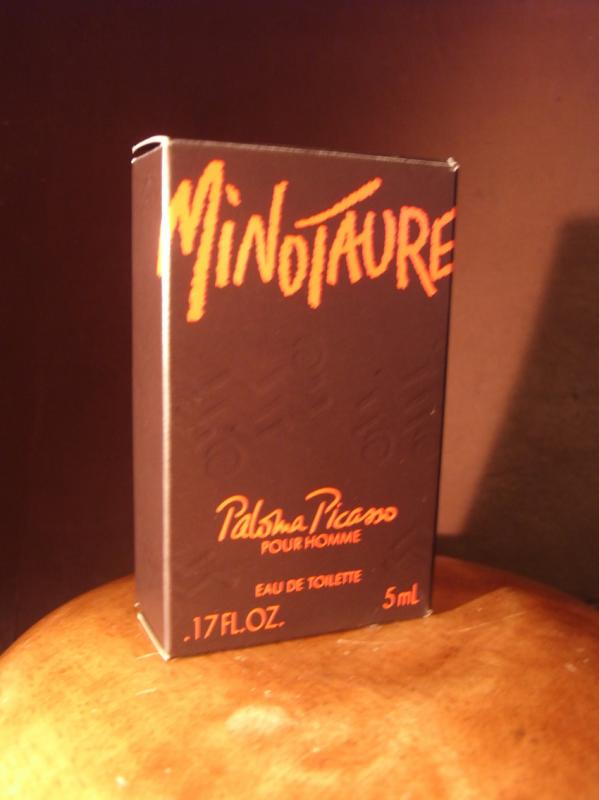 MiNOTAURE
Paloma Picasso
POUR HOMME
EAU DE TOILETTE
5 mL
.17 FL.OZ.